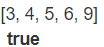 [3, 4, 5, 6, 9]
true